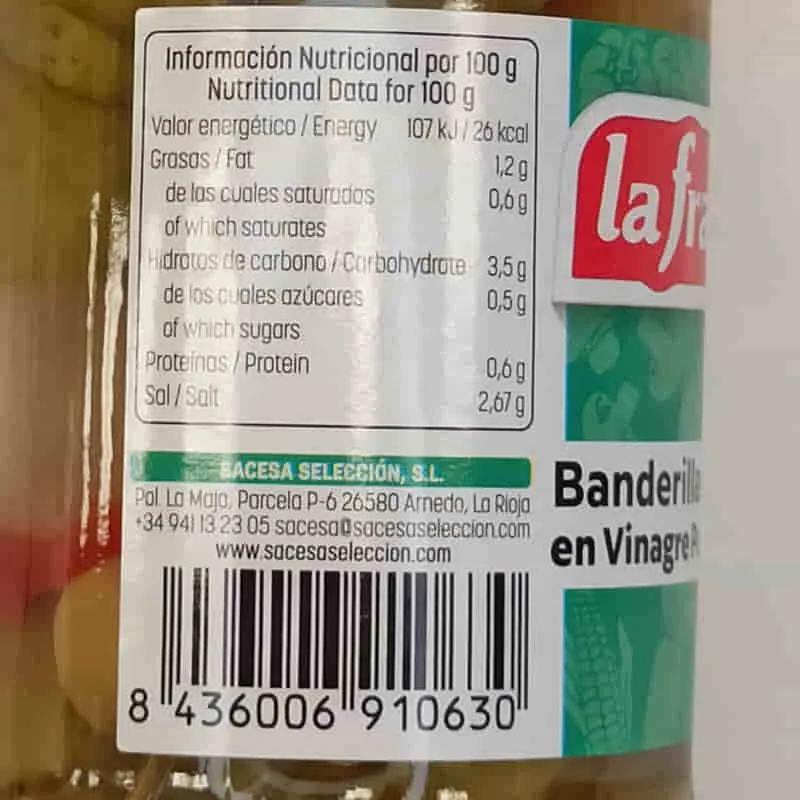 Información Nutricional por 100 g
Nutritional Data for 100 g
Valor energético / Energy 107 kJ / 26 kcal
Grasas / Fat 1,2 g
de las cuales saturadas 0,6 g
of which saturates
Hidratos de carbono / Carbohydrate 3,5 g
de los cuales azúcares 0,5 g
of which sugars
Proteínas / Protein 0,6 g
Sal / Salt 2,67 g
SACESA SELECCIÓN, S.L.
Pol. La Maja, Parcela P-6 26580 Arnedo, La Rioja
+34 941 13 23 05 sacesa@sacesaseleccion.com
www.sacesaseleccion.com
8 436006 910630
la fra
Banderilla
en Vinagre